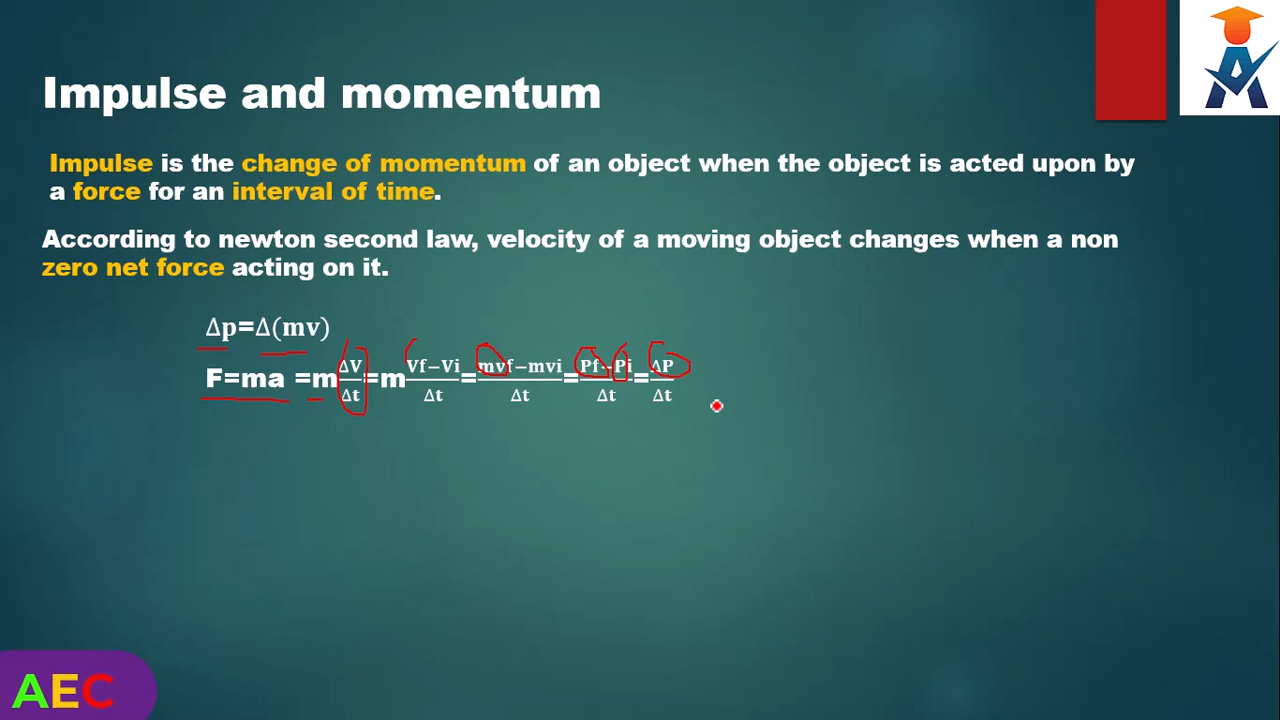 Impulse and momentum
Impulse is the change of momentum of an object when the object is acted upon by
a force for an interval of time.
According to newton second law, velocity of a moving object changes when a non
zero net force acting on it.
Δp=Δ(mv)
F=ma =m ΔV/Δt =m Vf−Vi/Δt = mvf−mvi/Δt = Pf−Pi/Δt = ΔP/Δt
AEC